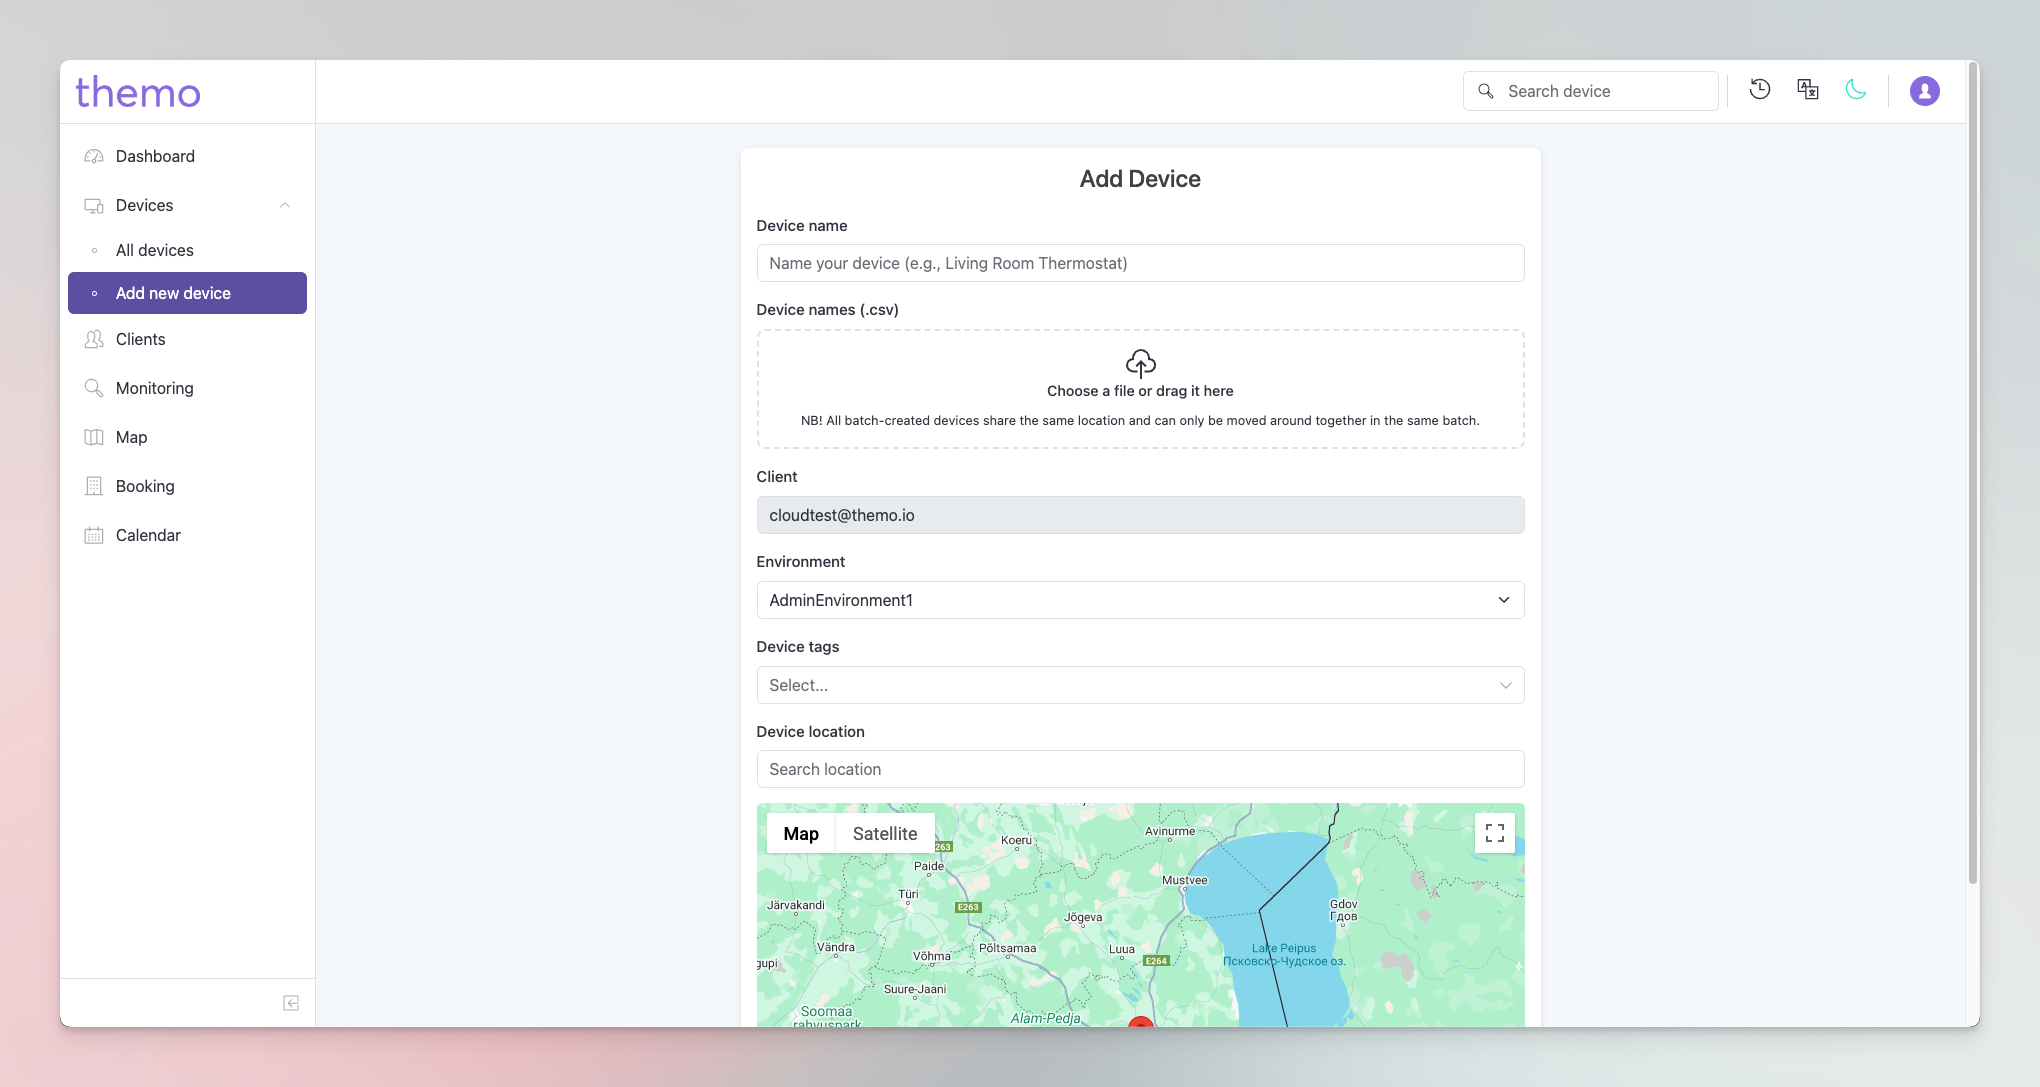 themo
Search device
Dashboard
Devices
All devices
Add new device
Clients
Monitoring
Map
Booking
Calendar
Add Device
Device name
Name your device (e.g., Living Room Thermostat)
Device names (.csv)
Choose a file or drag it here
NB! All batch-created devices share the same location and can only be moved around together in the same batch.
Client
cloudtest@themo.io
Environment
AdminEnvironment1
Device tags
Select...
Device location
Search location
Map
Satellite
Avinurme
Koeru
263
Paide
Mustvee
Türi
Järvakandi
E263
Gdov
Гдов
Jõgeva
Vändra
Põltsamaa
Luua
Lake Peipus
Võhma
E264
Псковско-Чудское оз.
gupi
Suure-Jaani
Soomaa
rahvuspark
Alam-Pedja